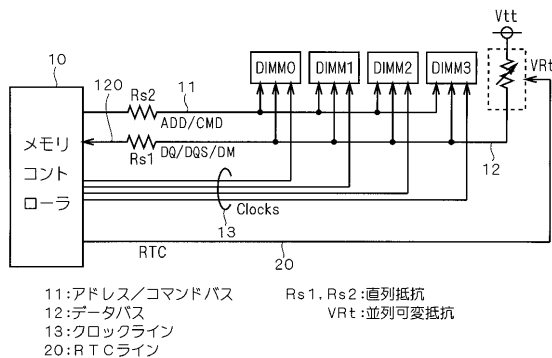 Vtt
10
DIMM0
DIMM1
DIMM2
DIMM3
VRt
Rs2
11
120
ADD/CMD
メモリ
コント
ローラ
Rs1
DQ/DQS/DM
12
Clocks
13
RTC
20
11:アドレス/コマンドバス
12:データバス
13:クロックライン
20:RTCライン
Rs1,Rs2:直列抵抗
VRt:並列可変抵抗